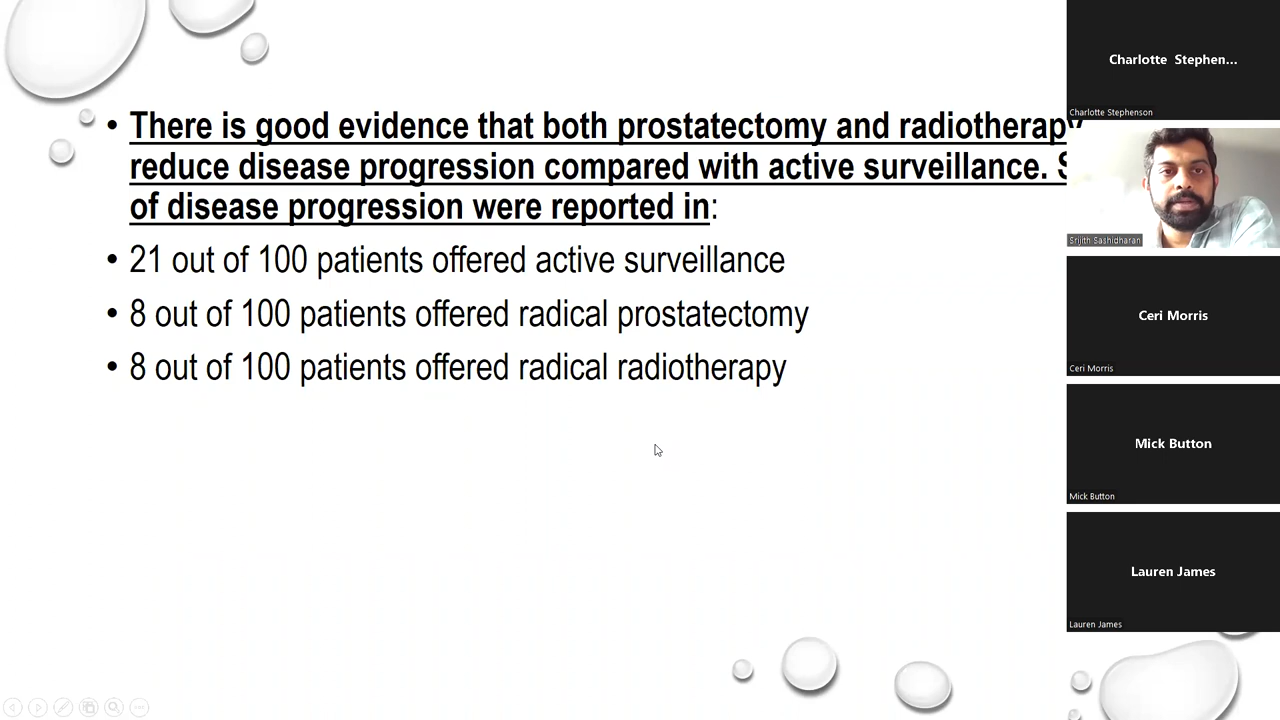 • There is good evidence that both prostatectomy and radiotherapy
reduce disease progression compared with active surveillance. S
of disease progression were reported in:
• 21 out of 100 patients offered active surveillance
• 8 out of 100 patients offered radical prostatectomy
• 8 out of 100 patients offered radical radiotherapy
Charlotte Stephen...
Charlotte Stephenson
Srijith Sashidharan
Ceri Morris
Ceri Morris
Mick Button
Mick Button
Lauren James
Lauren James